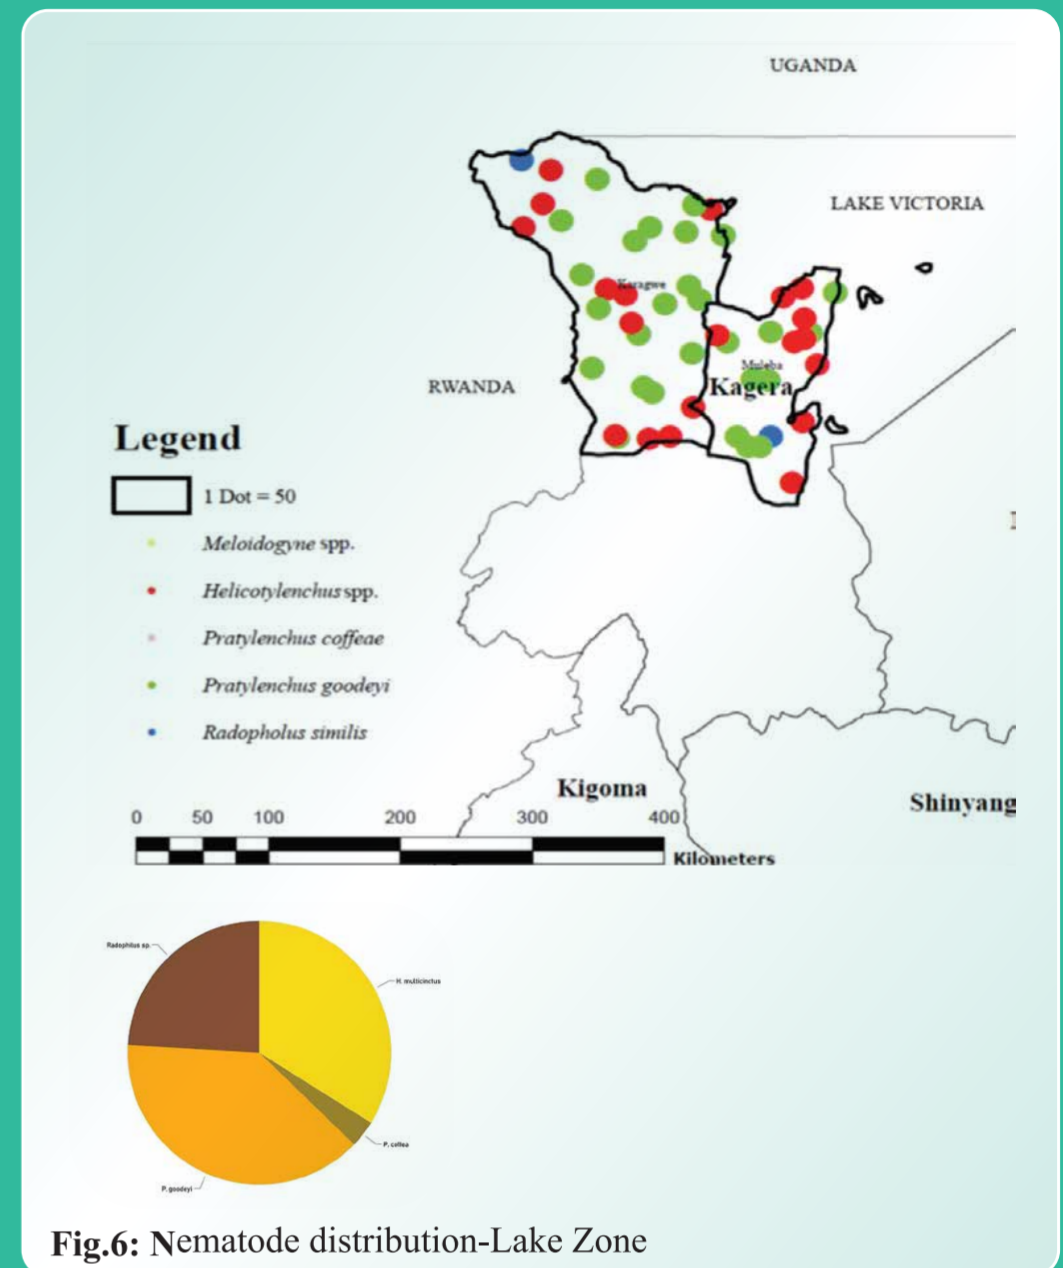 UGANDA
LAKE VICTORIA
Karagwe
RWANDA
Muleba
Kagera
Legend
1 Dot = 50
Meloidogyne spp.
Helicotylenchus spp.
Pratylenchus coffeae
Pratylenchus goodeyi
Radopholus similis
Kigoma
Shinyang
0 50 100 200 300 400
Kilometers
Radophilus sp.
H. multicinctus
P. coffea
P. goodeyi
Fig.6: Nematode distribution-Lake Zone